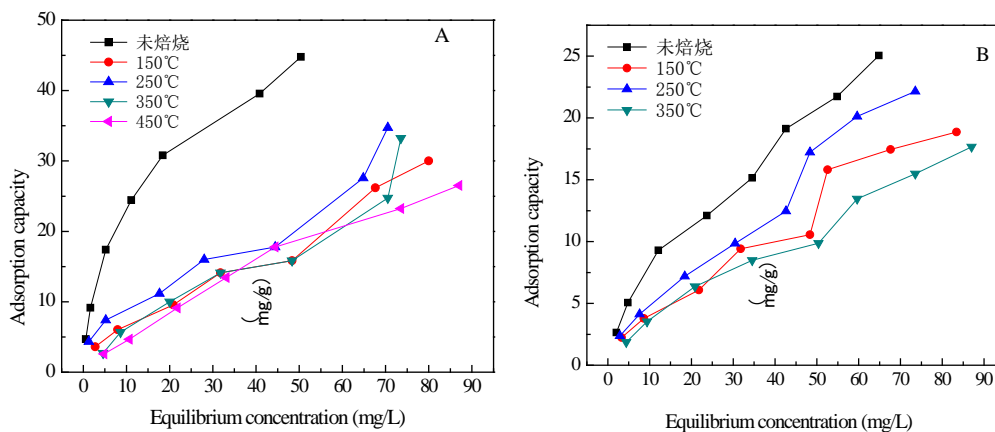 A
未焙烧
150℃
250℃
350℃
450℃
50
40
30
20
10
0
0 10 20 30 40 50 60 70 80 90
Adsorption capacity
(mg/g)
Equilibrium concentration (mg/L)
B
未焙烧
150℃
250℃
350℃
25
20
15
10
5
0
0 10 20 30 40 50 60 70 80 90
Adsorption capacity
(mg/g)
Equilibrium concentration (mg/L)